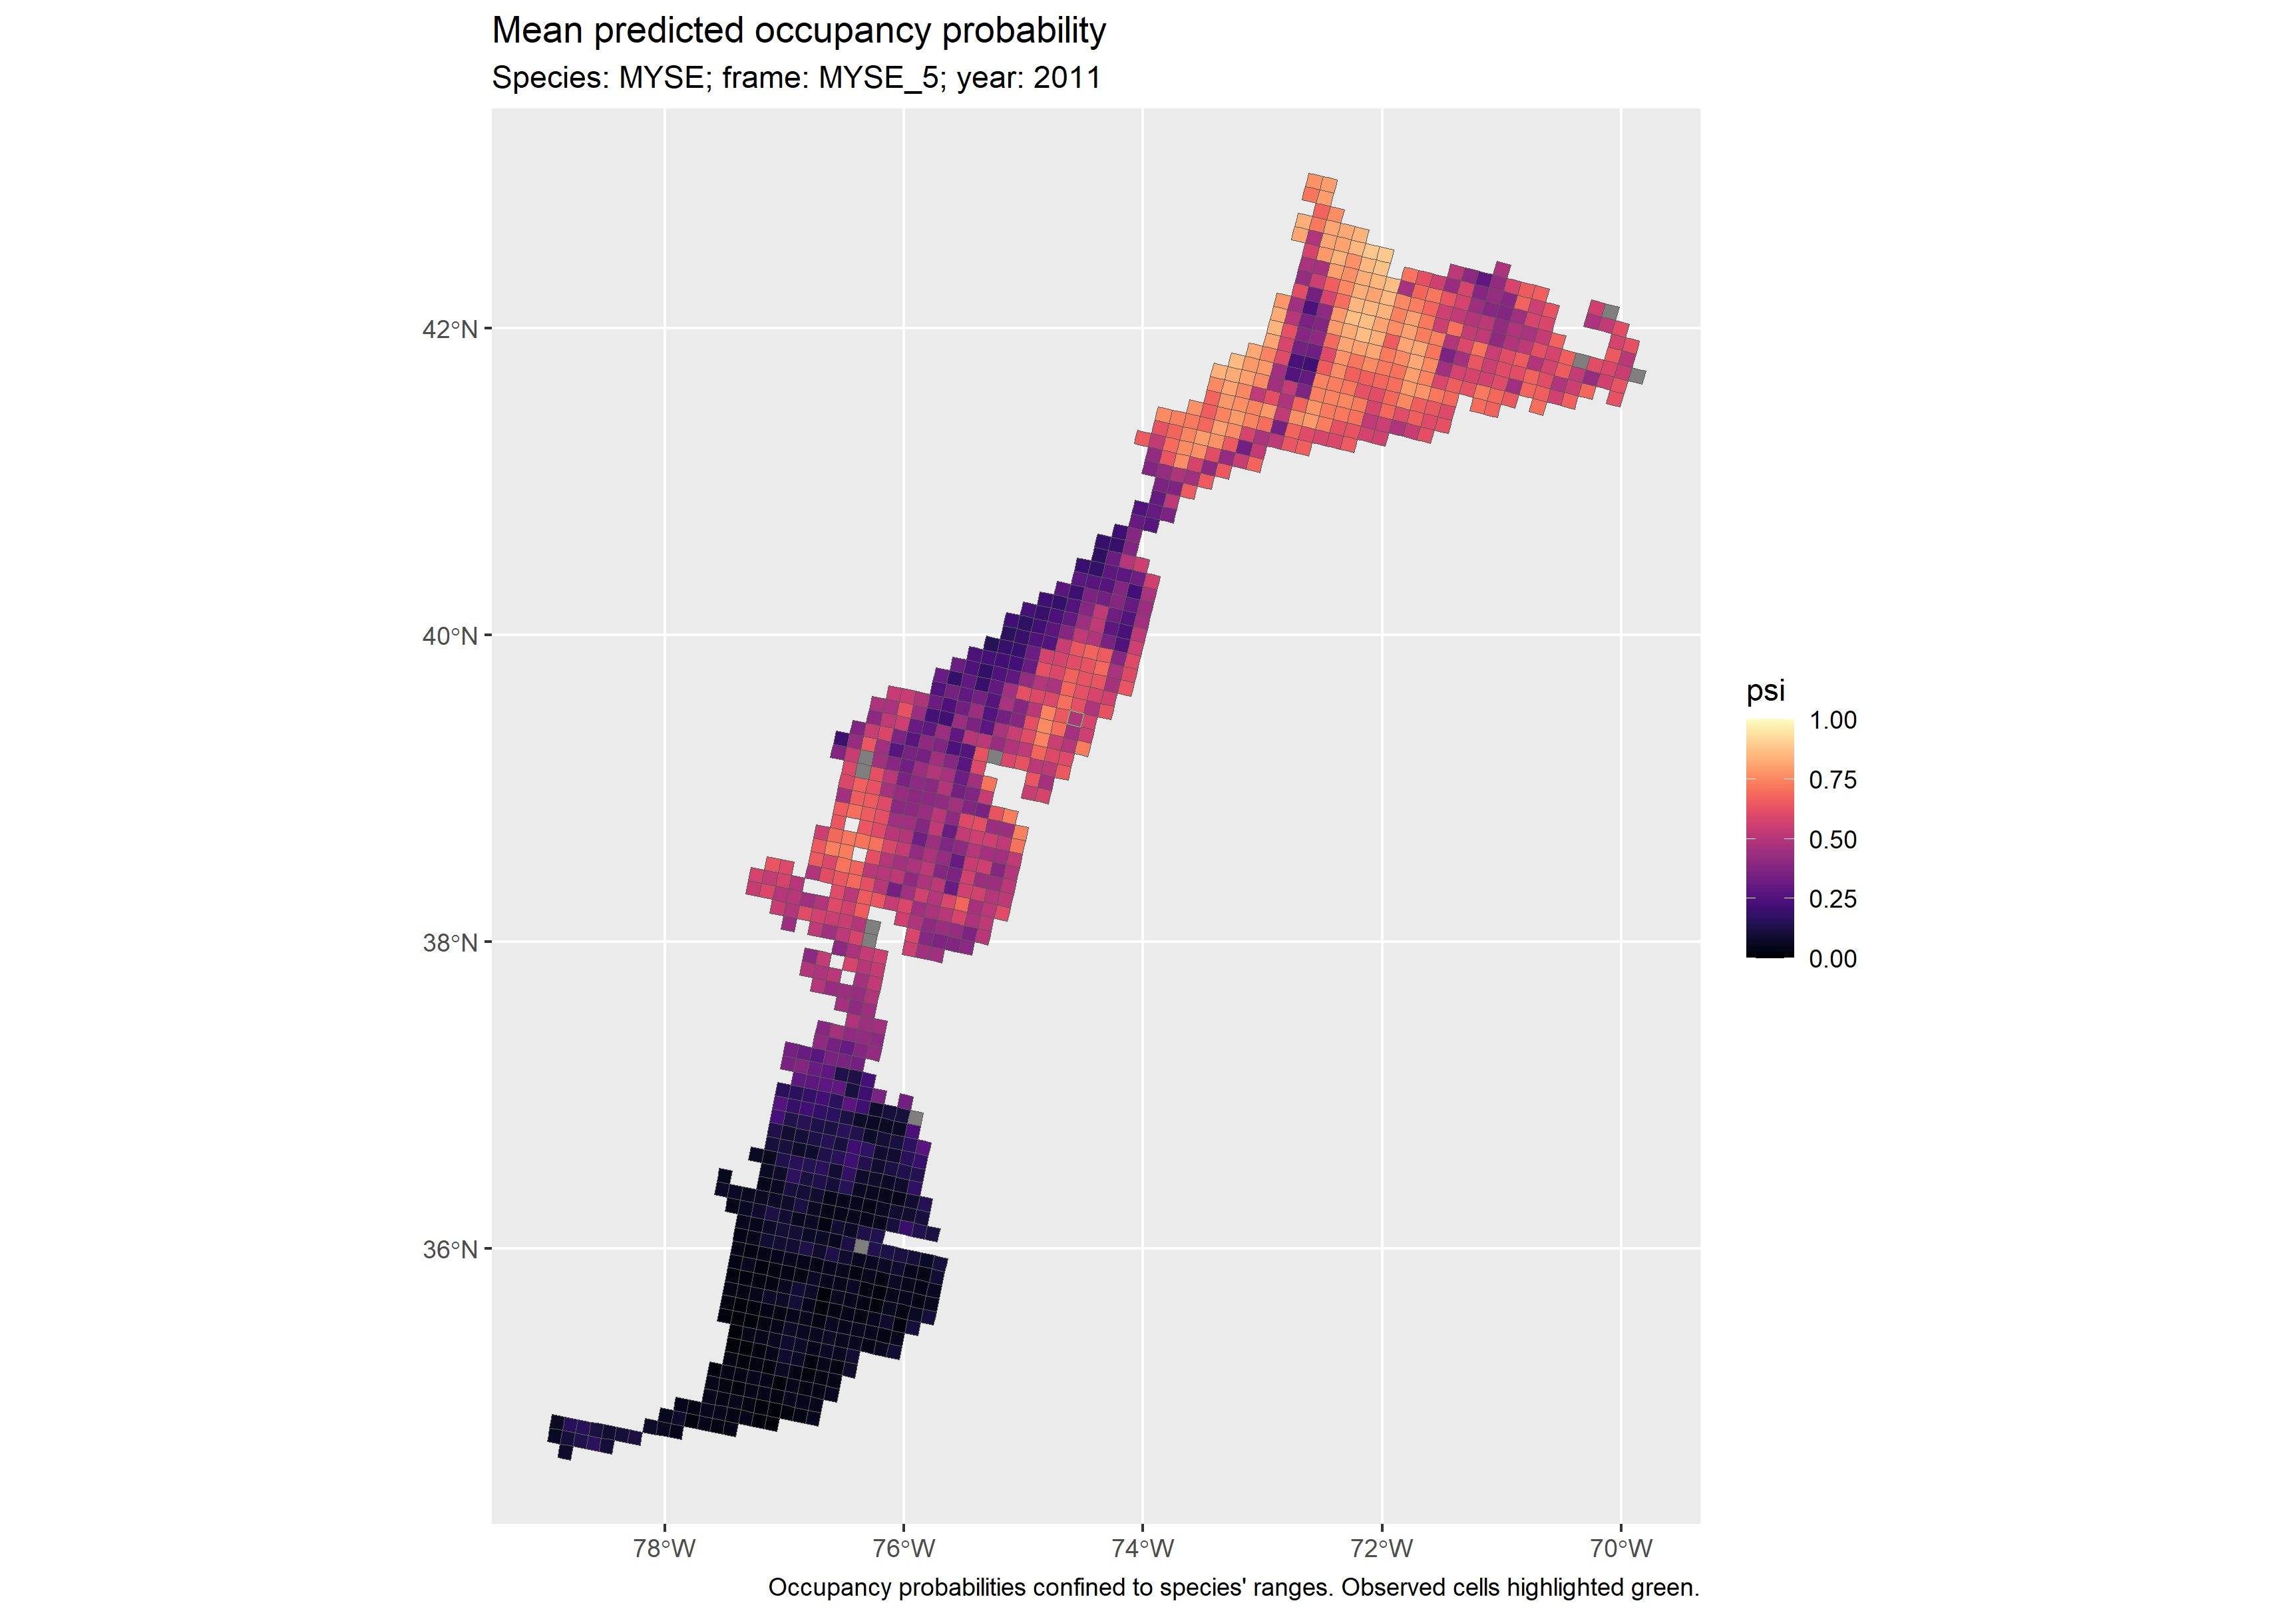 Mean predicted occupancy probability
Species: MYSE; frame: MYSE_5; year: 2011
42°N
40°N
38°N
36°N
78°W
76°W
74°W
72°W
70°W
psi
1.00
0.75
0.50
0.25
0.00
Occupancy probabilities confined to species' ranges. Observed cells highlighted green.